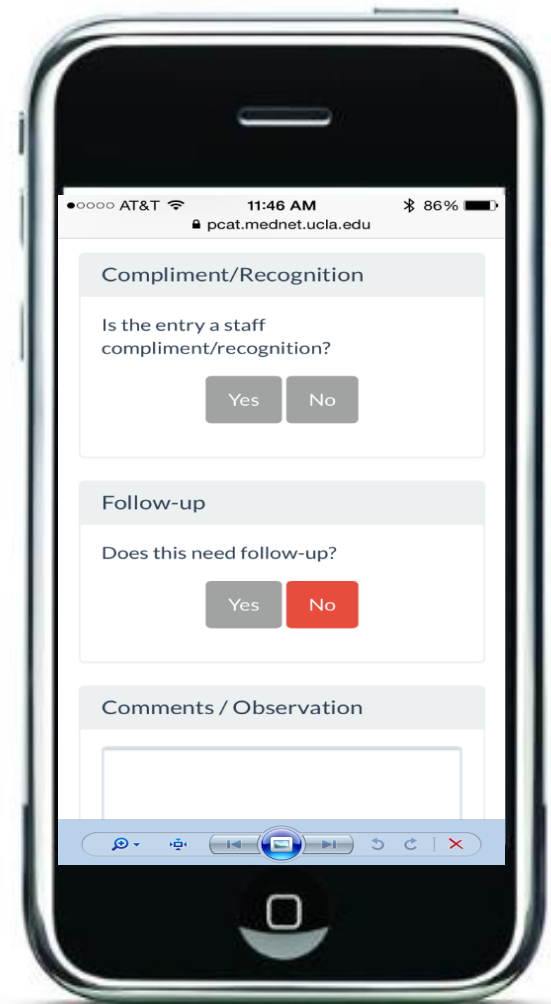 AT&T 11:46 AM 86%
pcat.mednet.ucla.edu
Compliment/Recognition
Is the entry a staff
compliment/recognition?
Yes No
Follow-up
Does this need follow-up?
Yes No
Comments / Observation